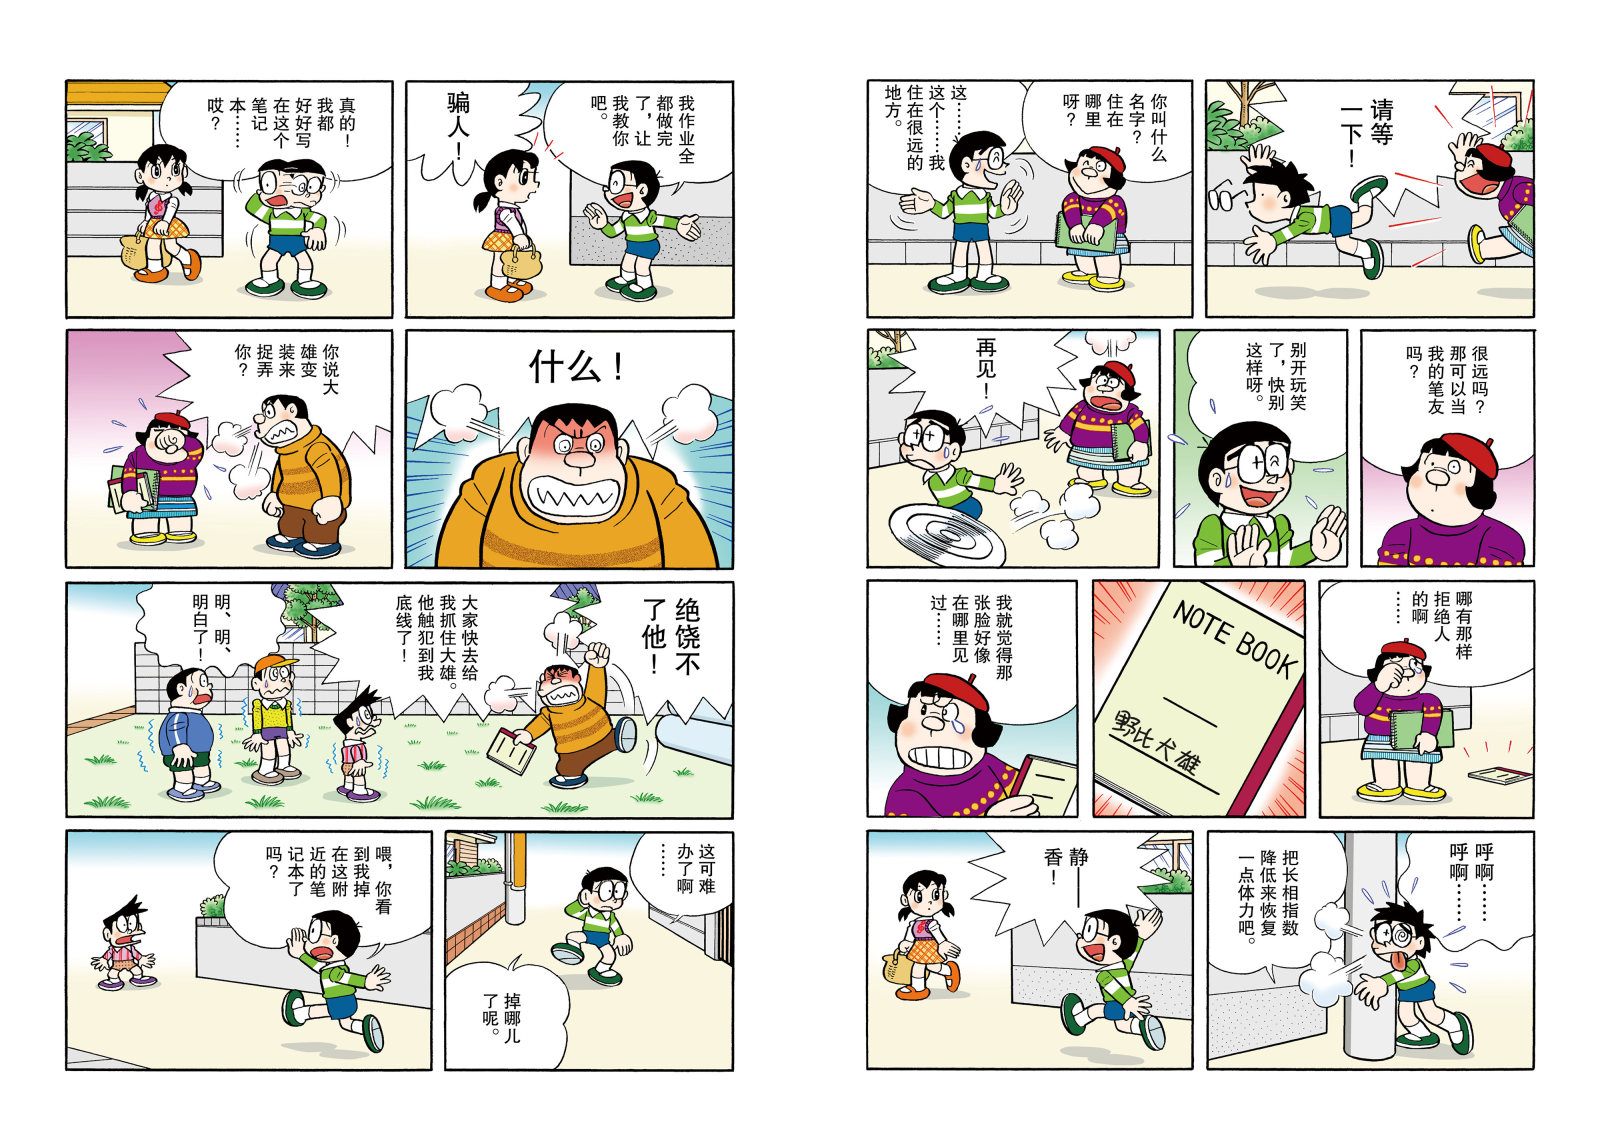 请等
一下！
你叫什么
名字？
住在
哪里
呀？
这……
这个……我
住在很远的
地方。
很远吗？
那可以当
我的笔友
吗？
别开玩笑
了，快别
这样呀。
再见！
哪有那样
拒绝人
的啊
……
NOTE BOOK
野比犬雄
我就觉得那
张脸好像
在哪里见
过……
呼啊……
呼啊……
把长相指数
降低来恢复
一点体力吧。
静——
香！
我作业全
都做完
了，让
我教你
吧。
骗人！
真的！
我都
好好写
在这个
笔记
本……
哎？
什么！
你说大
雄变
装来
捉弄
你？
绝饶不
了他！
大家快去给
我抓住大雄。
他触犯到我
底线了！
明、明、
明白了！
这可难
办了啊
……
掉哪儿
了呢。
喂，你看
到我掉
在这附
近的笔
记本了
吗？